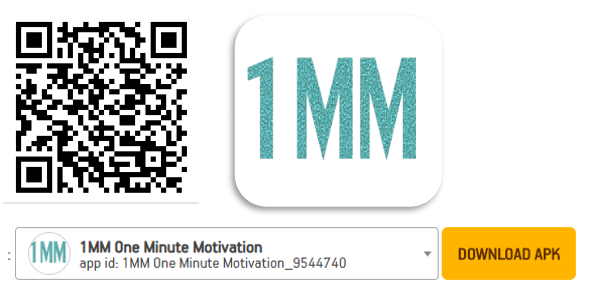 1MM
:
1MM
1MM One Minute Motivation
app id: 1MM One Minute Motivation_9544740
DOWNLOAD APK